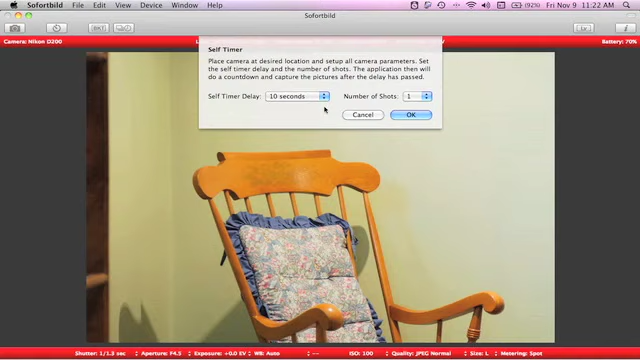 Sofortbild File Edit View Device Window Help (92%) Fri Nov 9 11:22 AM
Sofortbild
BKT Lv i
Camera: Nikon D200 Battery: 70%
Self Timer
Place camera at desired location and setup all camera parameters. Set
the self timer delay and the number of shots. The application then will
do a countdown and capture the pictures after the delay has passed.
Self Timer Delay: 10 seconds Number of Shots: 1
Cancel OK
Shutter: 1/1.3 sec Aperture: F4.5 Exposure: +0.0 EV WB: Auto --- ISO: 100 Quality: JPEG Normal Size: L Metering: Spot